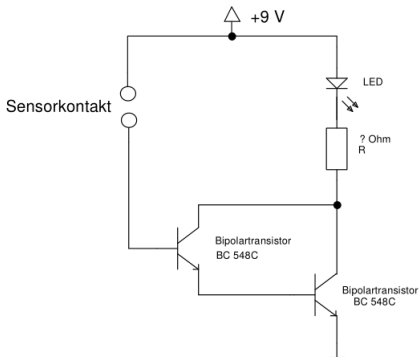 +9 V
LED
Sensorkontakt
? Ohm
R
Bipolartransistor
BC 548C
Bipolartransistor
BC 548C